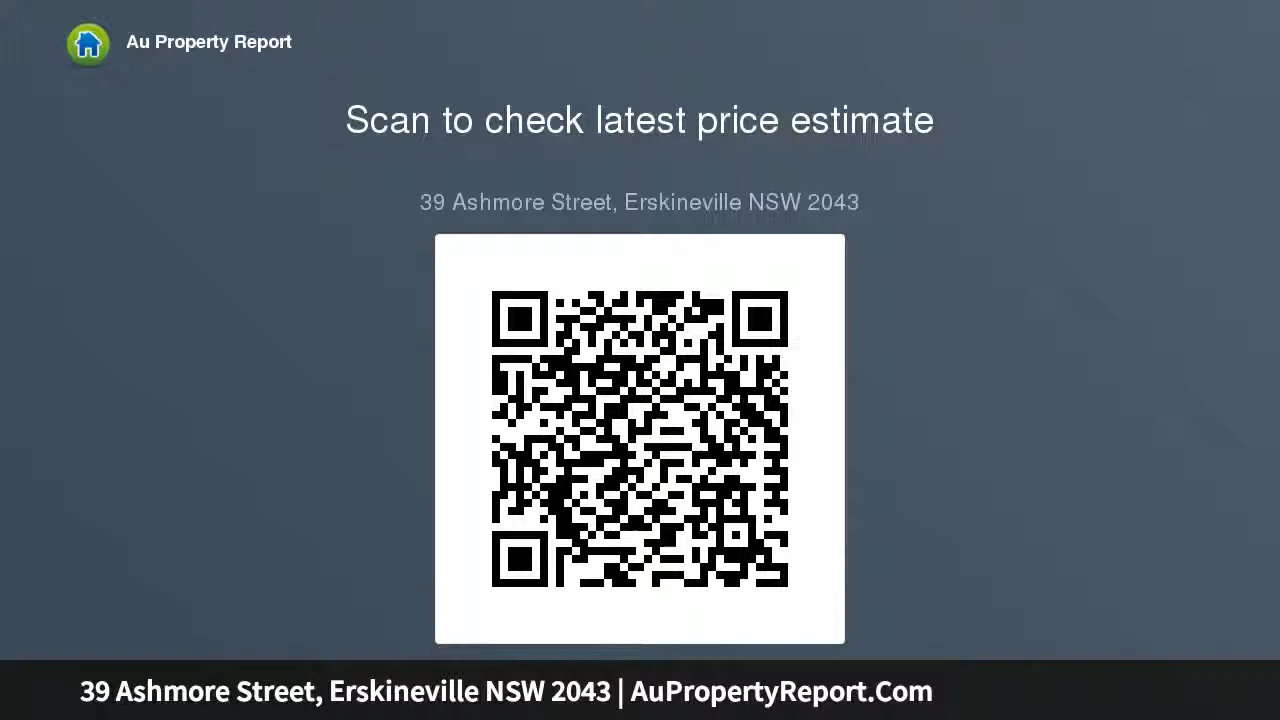 Au Property Report
Scan to check latest price estimate
39 Ashmore Street, Erskineville NSW 2043
39 Ashmore Street, Erskineville NSW 2043 | AuPropertyReport.Com